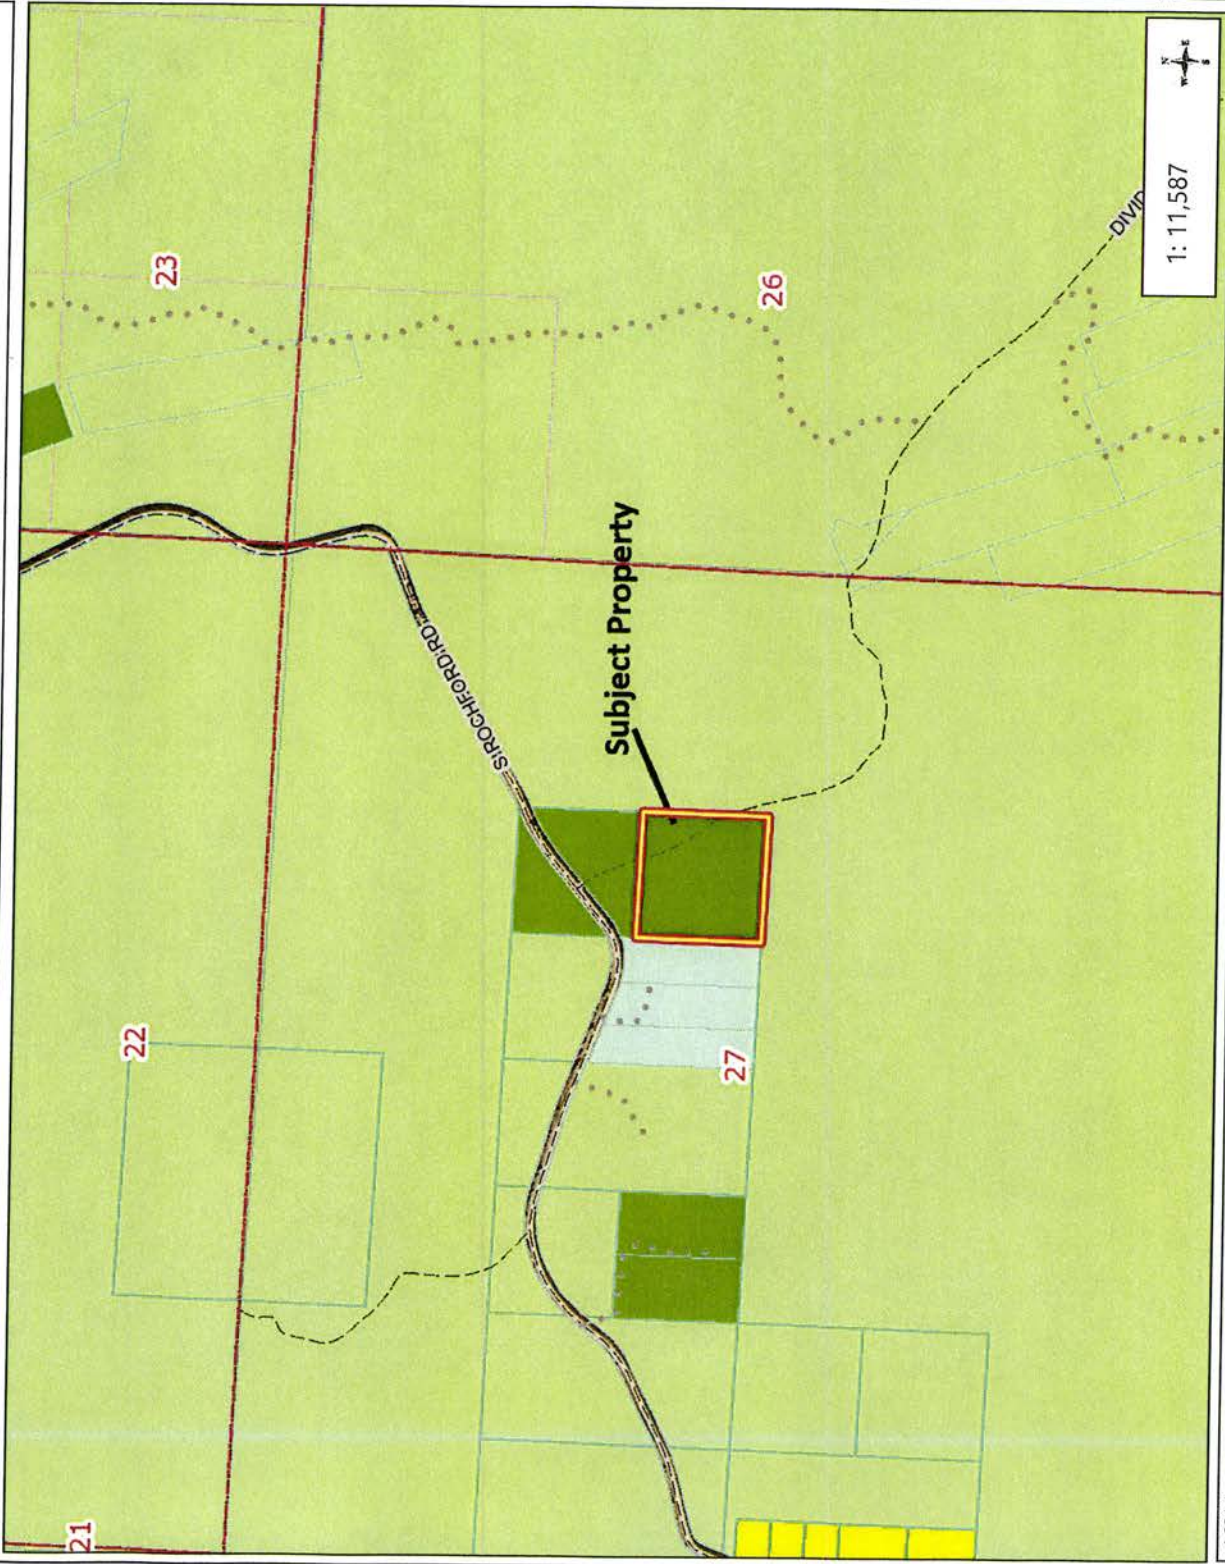 21
22
23
S ROCHFORD RD
Subject Property
26
27
DIVID
1: 11,587
N
W
E
S